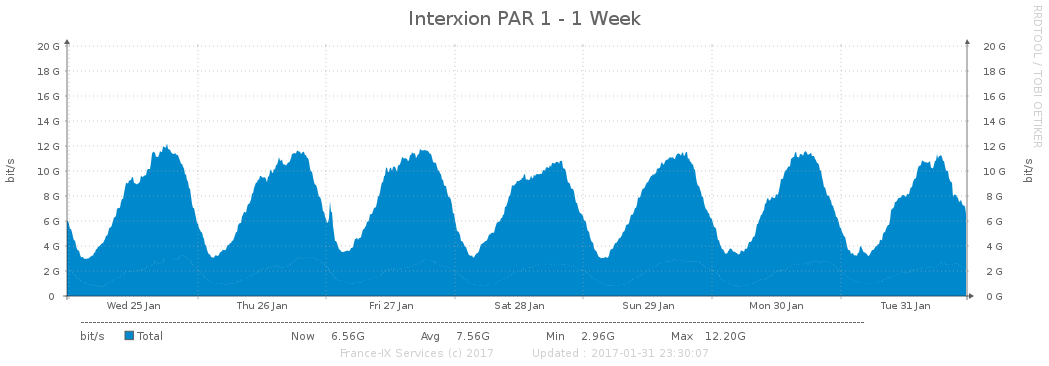 Interxion PAR 1 - 1 Week
RRDTOOL / TOBI OETIKER
bit/s
20 G 20 G
18 G 18 G
16 G 16 G
14 G 14 G
12 G 12 G
10 G 10 G
8 G 8 G
6 G 6 G
4 G 4 G
2 G 2 G
0 0 G
bit/s
Wed 25 Jan Thu 26 Jan Fri 27 Jan Sat 28 Jan Sun 29 Jan Mon 30 Jan Tue 31 Jan
bit/s Total Now 6.56G Avg 7.56G Min 2.96G Max 12.20G
France-IX Services (c) 2017 Updated : 2017-01-31 23:30:07